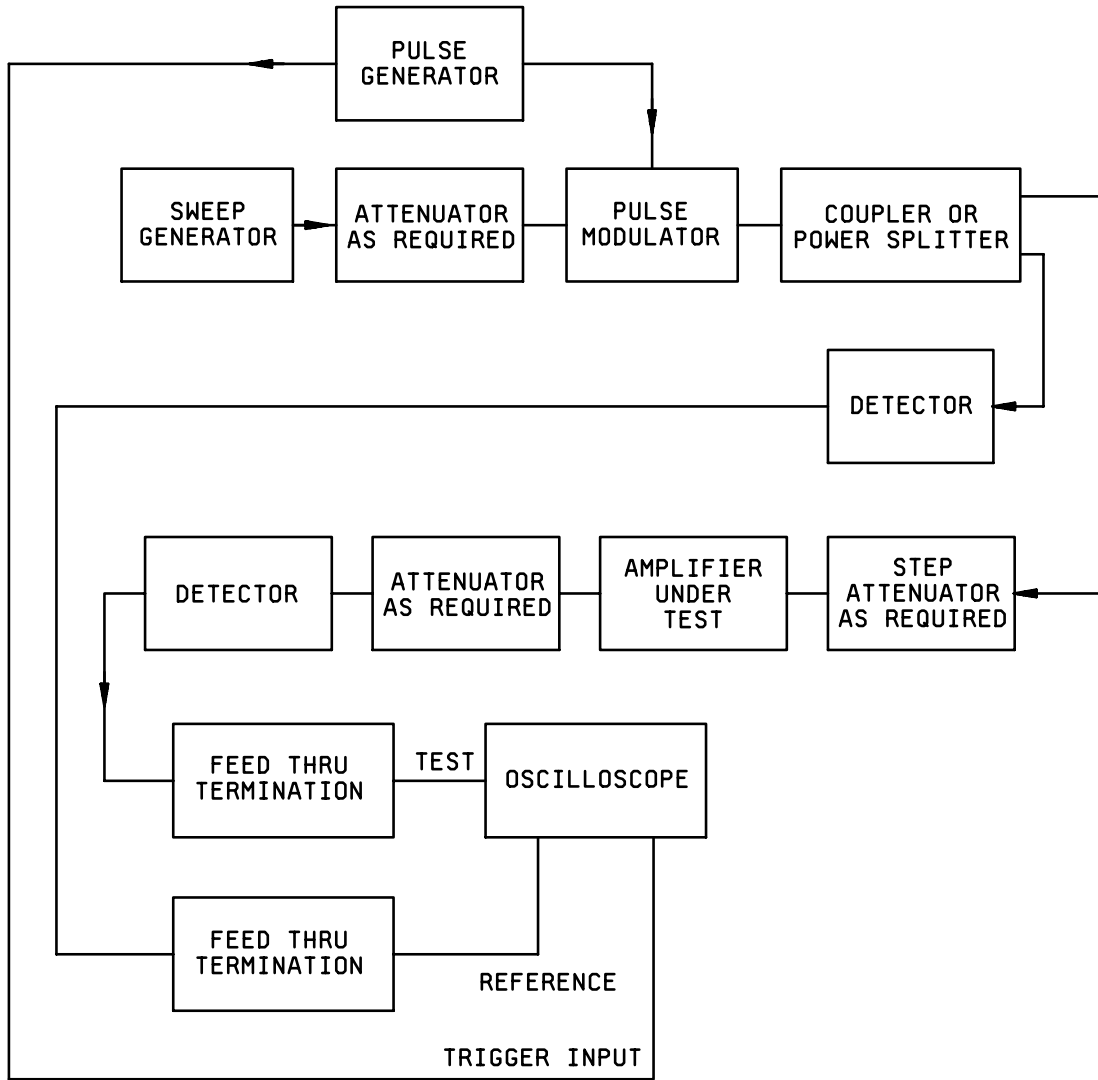 PULSE
GENERATOR
SWEEP
GENERATOR
ATTENUATOR
AS REQUIRED
PULSE
MODULATOR
COUPLER OR
POWER SPLITTER
DETECTOR
DETECTOR
ATTENUATOR
AS REQUIRED
AMPLIFIER
UNDER
TEST
STEP
ATTENUATOR
AS REQUIRED
FEED THRU
TERMINATION
TEST
OSCILLOSCOPE
FEED THRU
TERMINATION
REFERENCE
TRIGGER INPUT